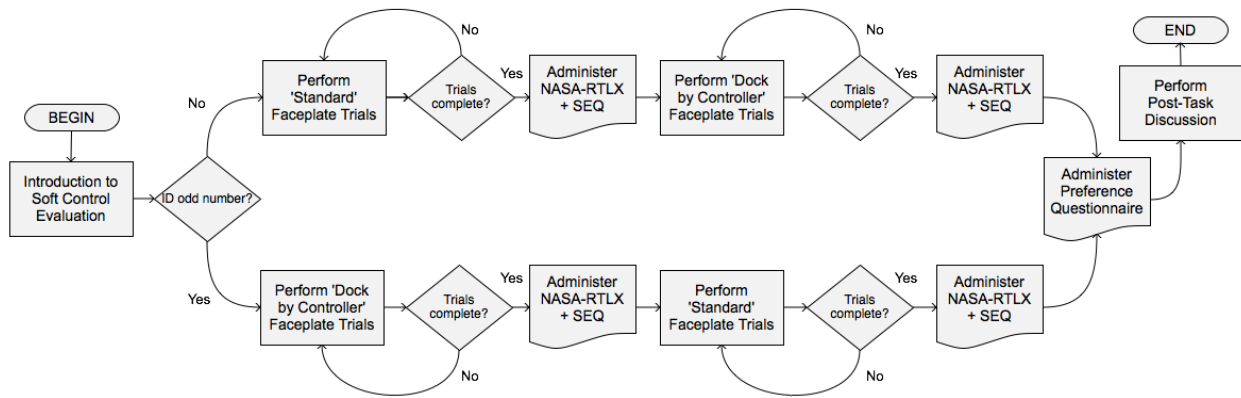 BEGIN
Introduction to
Soft Control
Evaluation
ID odd number?
No
Perform
'Standard'
Faceplate Trials
No
Trials
complete?
Yes
Administer
NASA-RTLX
+ SEQ
Perform 'Dock
by Controller'
Faceplate Trials
No
Trials
complete?
Yes
Administer
NASA-RTLX
+ SEQ
Yes
Perform 'Dock
by Controller'
Faceplate Trials
Trials
complete?
No
Yes
Administer
NASA-RTLX
+ SEQ
Perform
'Standard'
Faceplate Trials
Trials
complete?
No
Yes
Administer
NASA-RTLX
+ SEQ
Administer
Preference
Questionnaire
Perform
Post-Task
Discussion
END